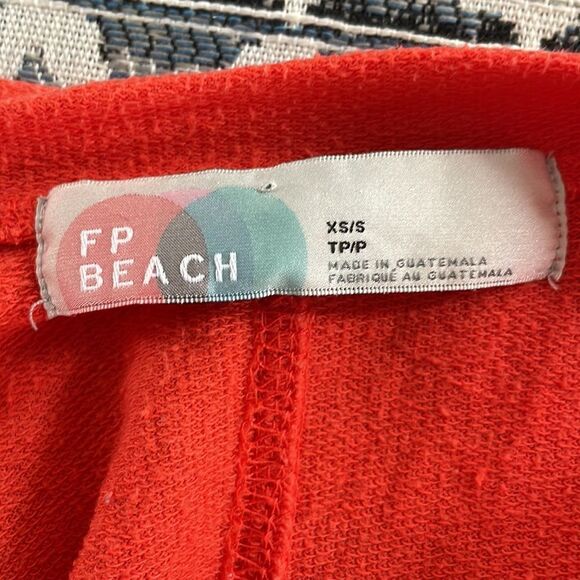 FP
BEACH
XS/S
TP/P
MADE IN GUATEMALA
FABRIQUÉ AU GUATEMALA